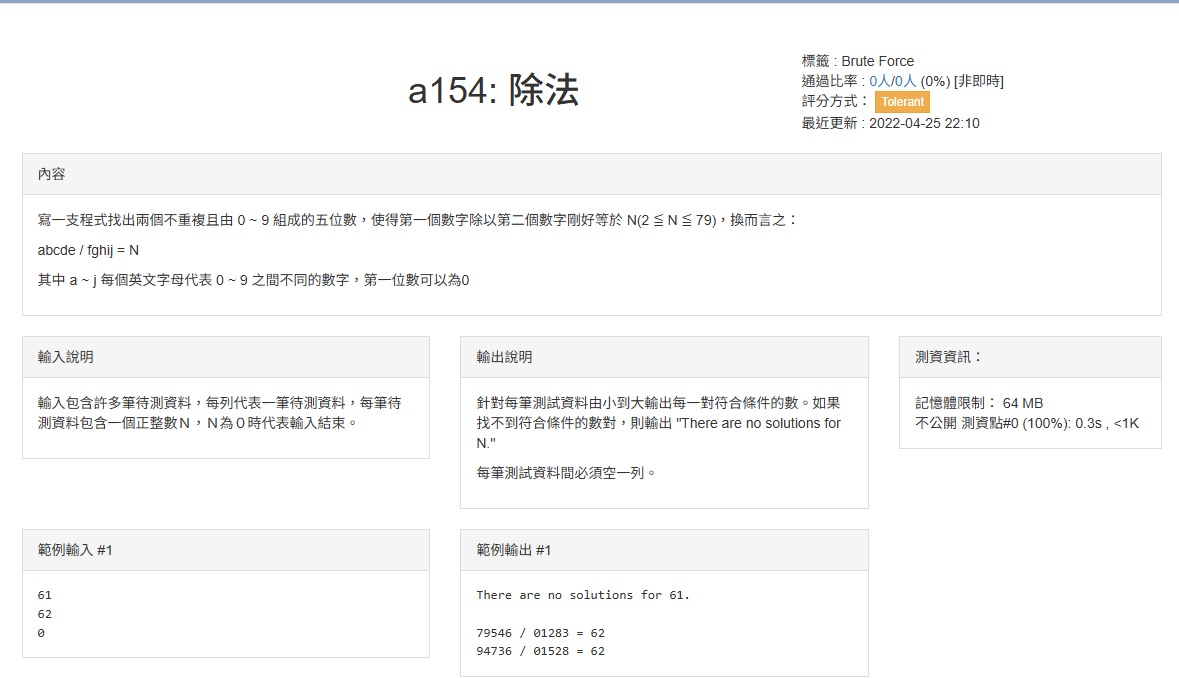 a154: 除法
標籤 : Brute Force
通過比率 : 0人/0人 (0%) [非即時]
評分方式： Tolerant
最近更新 : 2022-04-25 22:10
內容
寫一支程式找出兩個不重複且由 0 ~ 9 組成的五位數，使得第一個數字除以第二個數字剛好等於 N(2 ≦ N ≦ 79)，換而言之：
abcde / fghij = N
其中 a ~ j 每個英文字母代表 0 ~ 9 之間不同的數字，第一位數可以為0
輸入說明
輸入包含許多筆待測資料，每列代表一筆待測資料，每筆待
測資料包含一個正整數Ｎ，Ｎ為０時代表輸入結束。
輸出說明
針對每筆測試資料由小到大輸出每一對符合條件的數。如果
找不到符合條件的數對，則輸出 "There are no solutions for
N."
每筆測試資料間必須空一列。
測資資訊：
記憶體限制： 64 MB
不公開 測資點#0 (100%): 0.3s , <1K
範例輸入 #1
61
62
0
範例輸出 #1
There are no solutions for 61.
79546 / 01283 = 62
94736 / 01528 = 62